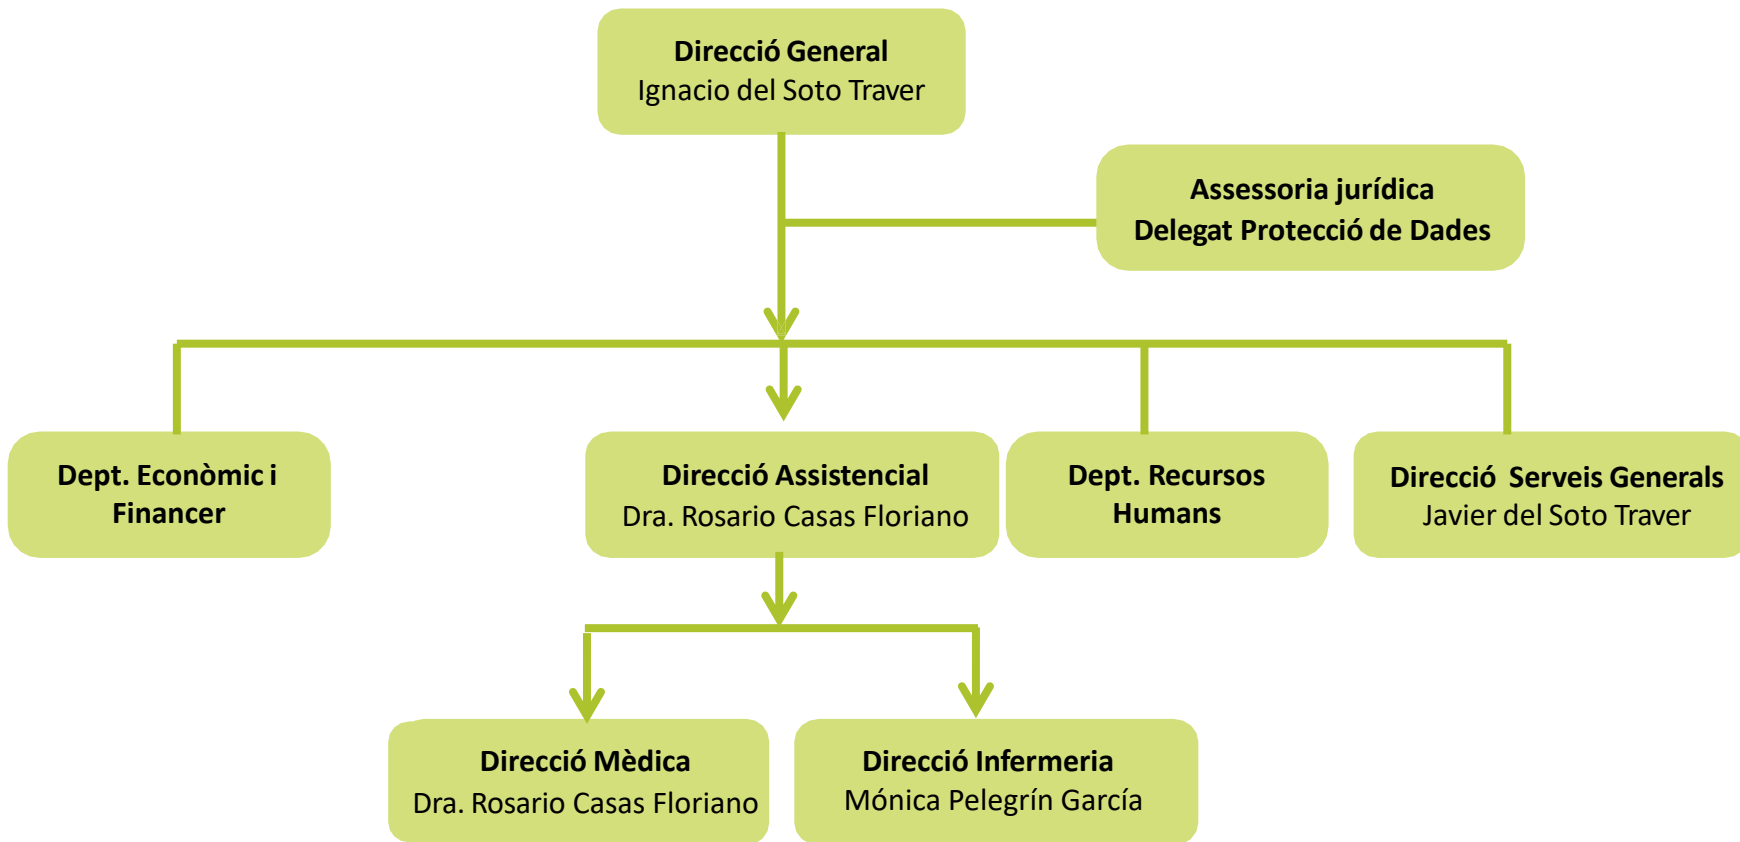 Direcció General
Ignacio del Soto Traver
Assessoria jurídica
Delegat Protecció de Dades
Dept. Econòmic i
Financer
Direcció Assistencial
Dra. Rosario Casas Floriano
Dept. Recursos
Humans
Direcció Serveis Generals
Javier del Soto Traver
Direcció Mèdica
Dra. Rosario Casas Floriano
Direcció Infermeria
Mónica Pelegrín García